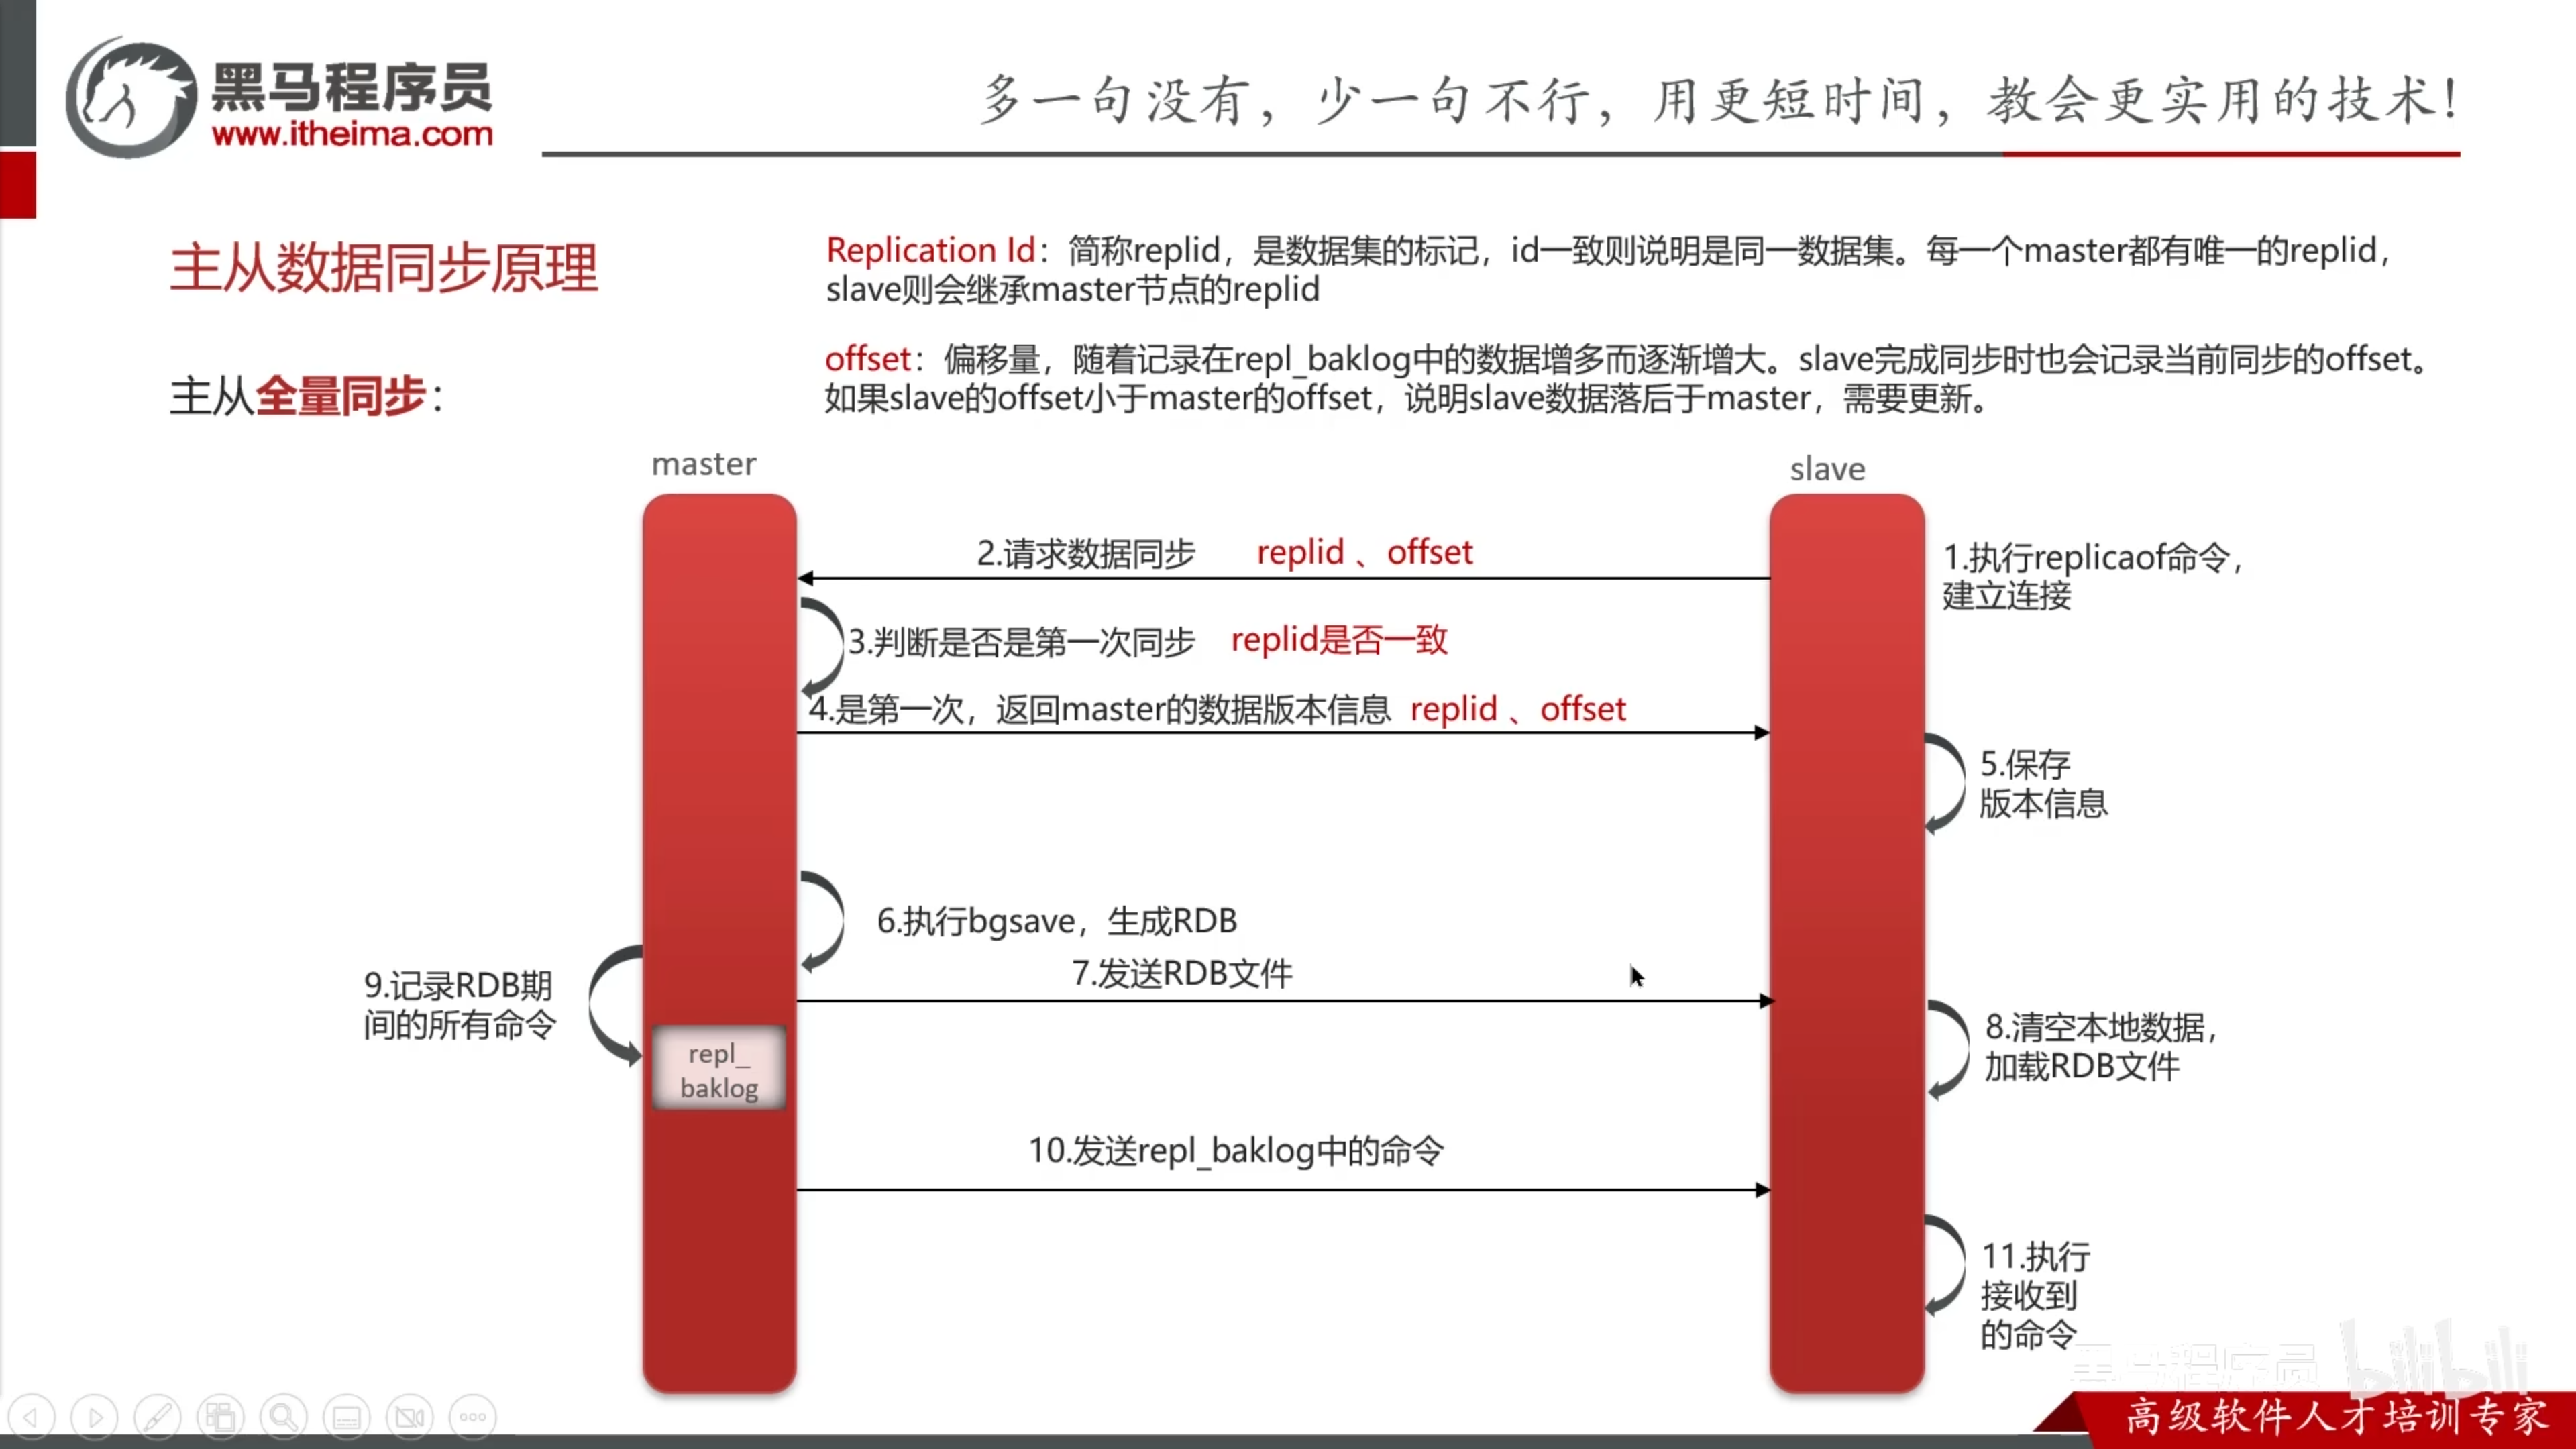 黑马程序员
www.itheima.com
多一句没有，少一句不行，用更短时间，教会更实用的技术！
主从数据同步原理
Replication Id：简称replid，是数据集的标记，id一致则说明是同一数据集。每一个master都有唯一的replid，
slave则会继承master节点的replid
offset：偏移量，随着记录在repl_baklog中的数据增多而逐渐增大。slave完成同步时也会记录当前同步的offset。
如果slave的offset小于master的offset，说明slave数据落后于master，需要更新。
主从全量同步：
master
slave
1.执行replicaof命令，
建立连接
2.请求数据同步 replid 、offset
3.判断是否是第一次同步 replid是否一致
4.是第一次，返回master的数据版本信息 replid 、offset
5.保存
版本信息
6.执行bgsave，生成RDB
7.发送RDB文件
8.清空本地数据，
加载RDB文件
9.记录RDB期
间的所有命令
repl_
baklog
10.发送repl_baklog中的命令
11.执行
接收到
的命令
黑马程序员 bilibili
高级软件人才培训专家